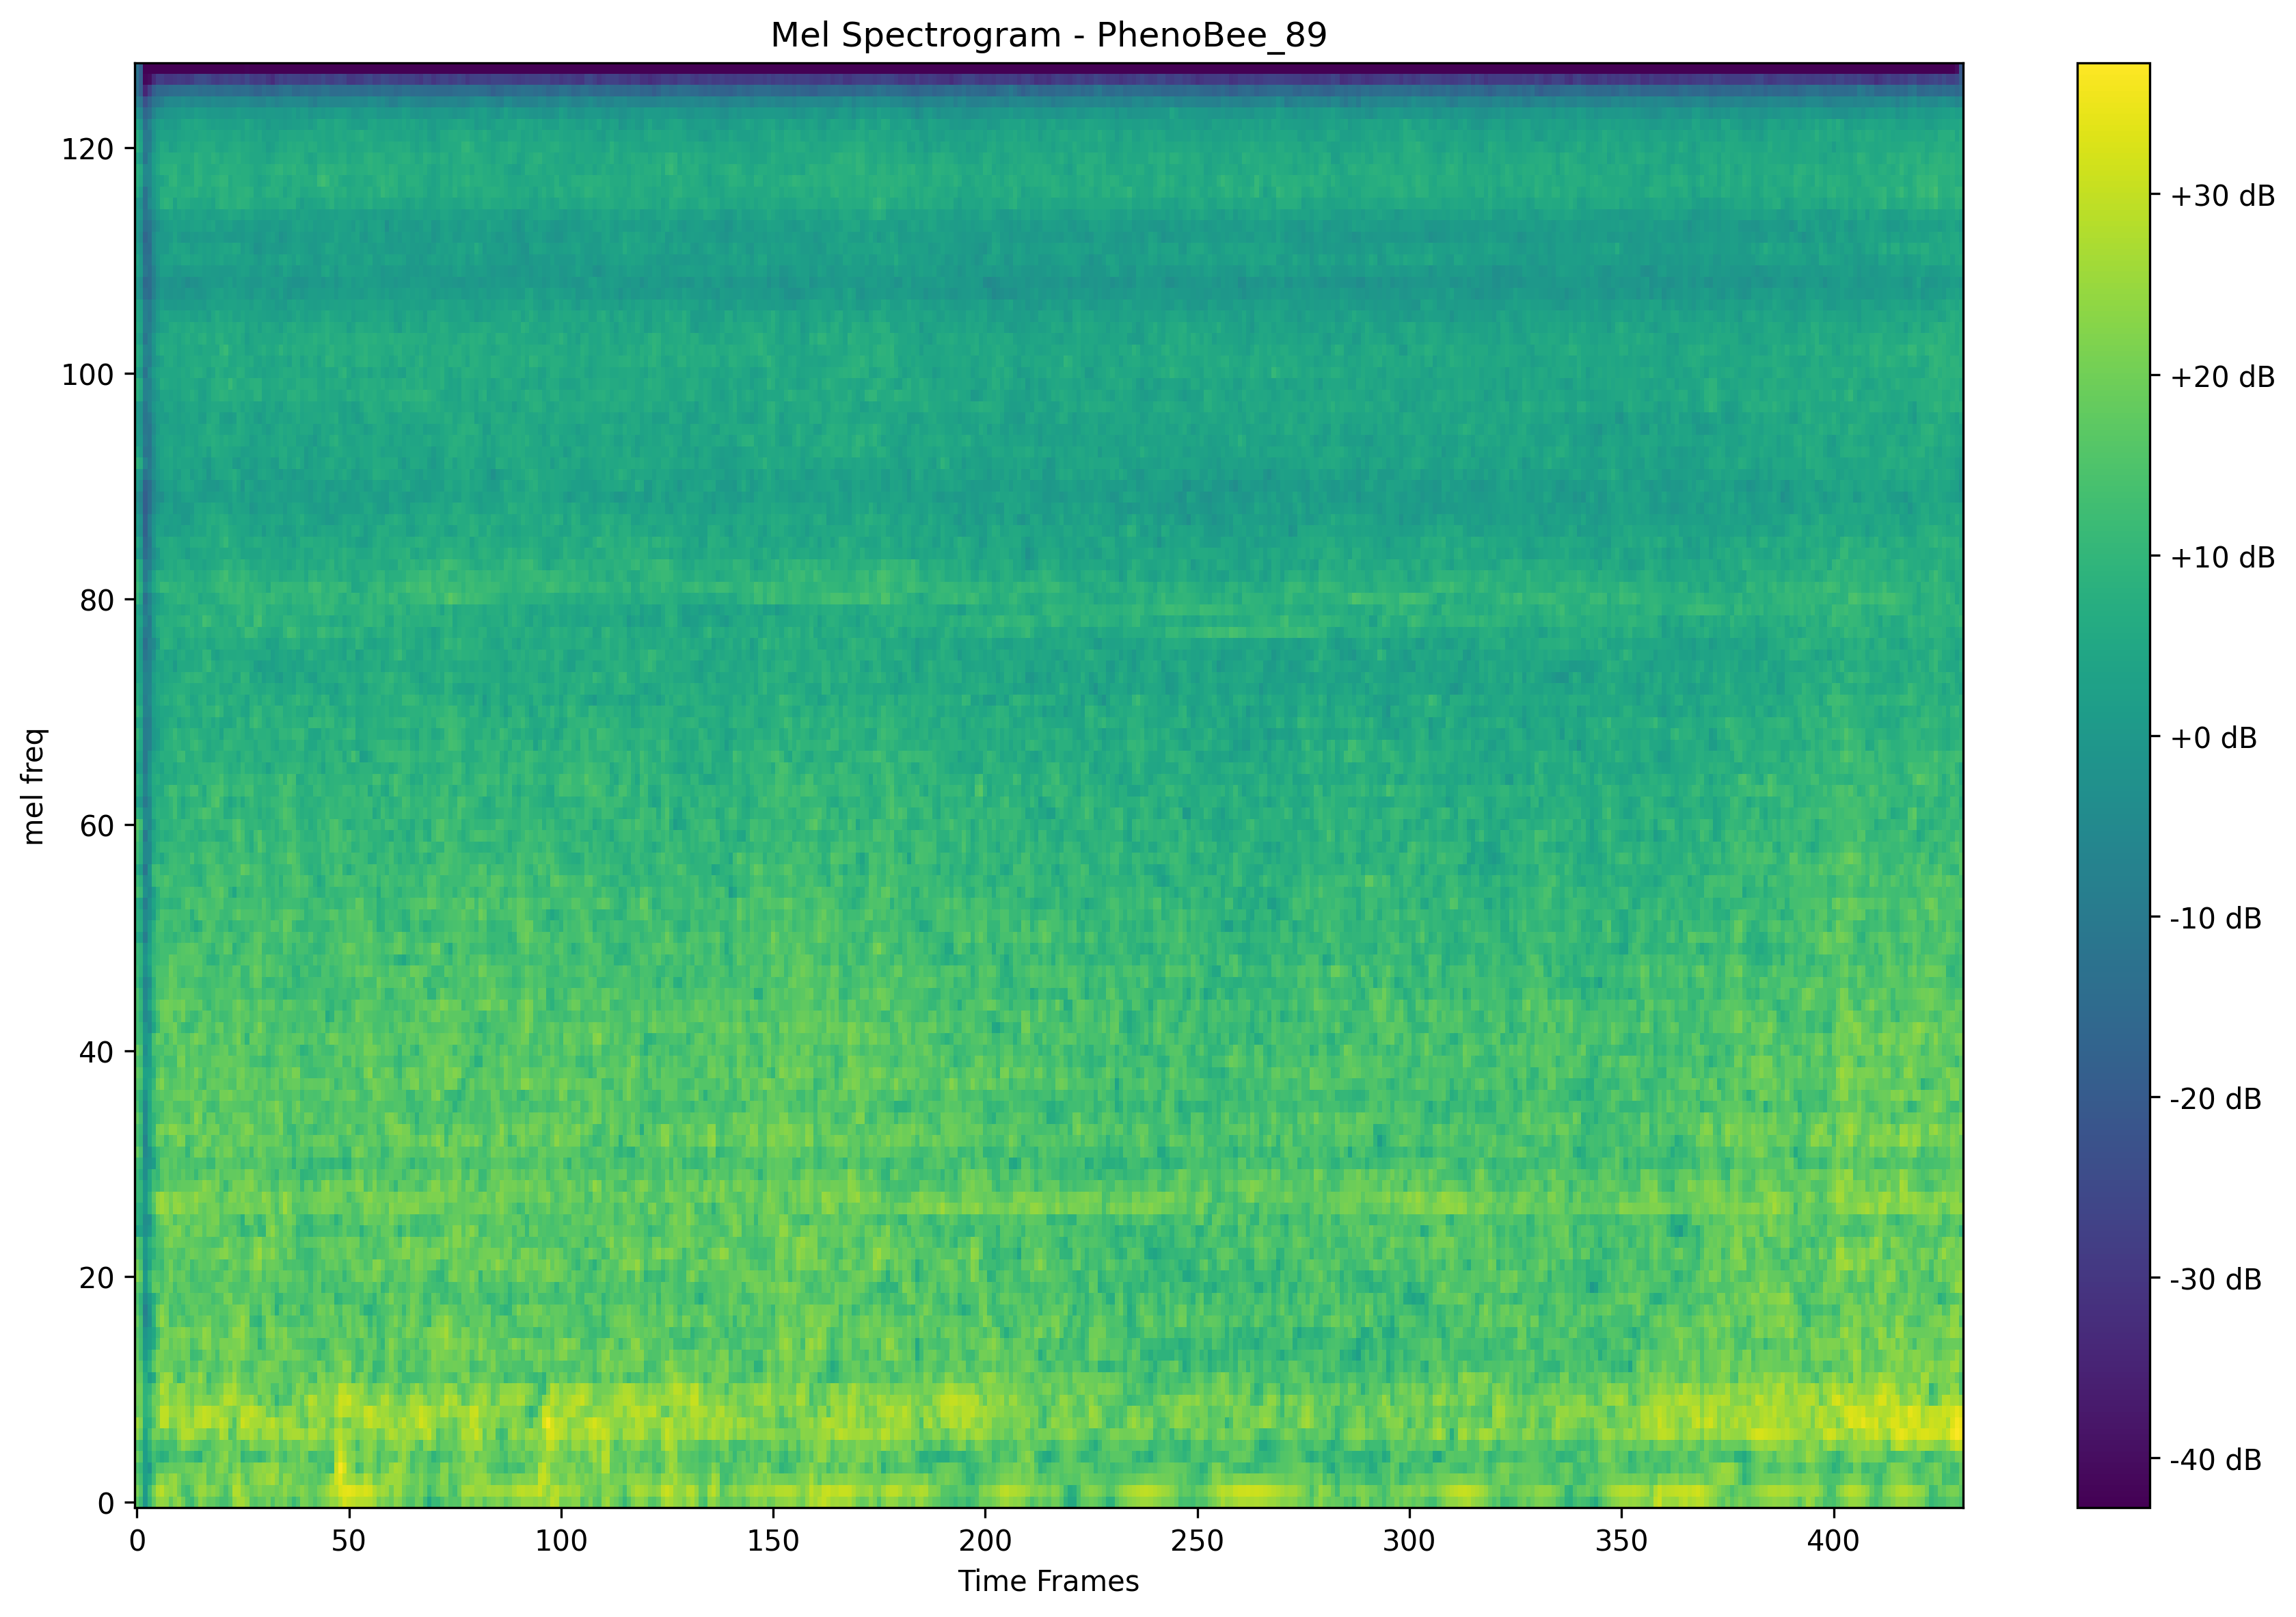 Mel Spectrogram - PhenoBee_89
mel freq
120
100
80
60
40
20
0
0 50 100 150 200 250 300 350 400
Time Frames
+30 dB
+20 dB
+10 dB
+0 dB
-10 dB
-20 dB
-30 dB
-40 dB